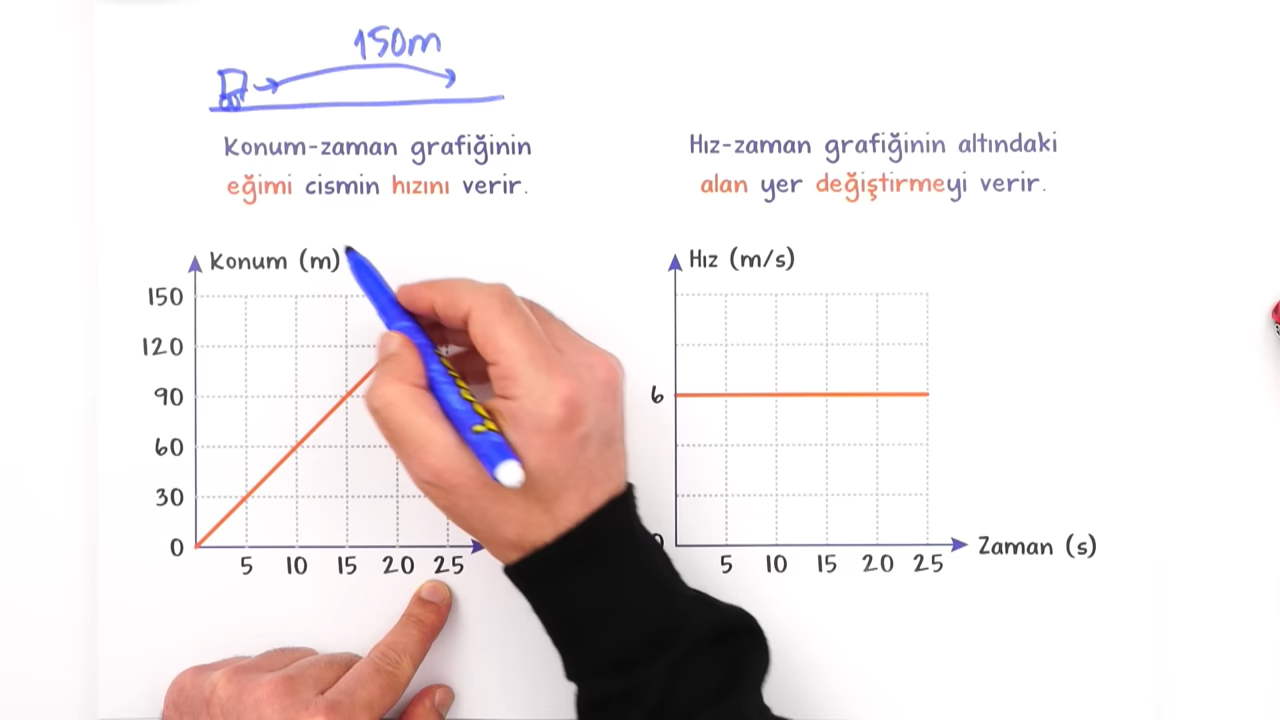 150m
Konum-zaman grafiğinin
eğimi cismin hızını verir.
Hız-zaman grafiğinin altındaki
alan yer değiştirmeyi verir.
Konum (m)
150
120
90
60
30
0
5 10 15 20 25
Hız (m/s)
6
0
5 10 15 20 25
Zaman (s)